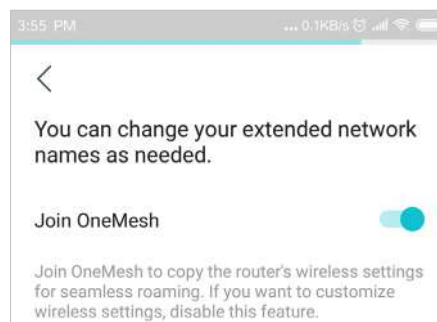 3:55 PM ... 0.1KB/s
You can change your extended network
names as needed.
Join OneMesh
Join OneMesh to copy the router's wireless settings
for seamless roaming. If you want to customize
wireless settings, disable this feature.